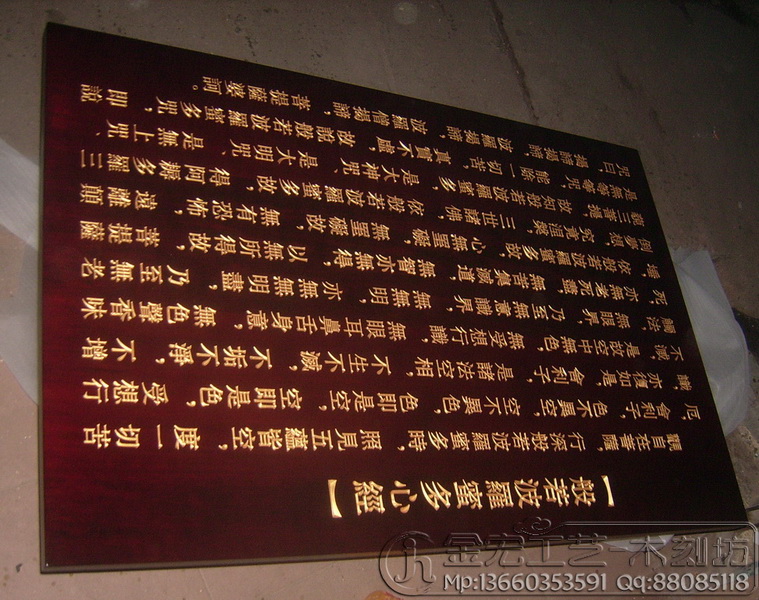 【般若波羅蜜多心經】
觀自在菩薩，行深般若波羅蜜多時，照見五蘊皆空，度一切苦
厄。舍利子，色不異空，空不異色，色即是空，空即是色，受想行
識，亦復如是。舍利子，是諸法空相，不生不滅，不垢不淨，不增
不減，是故空中無色，無受想行識，無眼耳鼻舌身意，無色聲香味
觸法，無眼界，乃至無意識界，無無明，亦無無明盡，乃至無老
死，亦無老死盡，無苦集滅道，無智亦無得，以無所得故，菩提薩
埵，依般若波羅蜜多故，心無罣礙，無罣礙故，無有恐怖，遠離顛
倒夢想，究竟涅槃，三世諸佛，依般若波羅蜜多故，得阿耨多羅三
藐三菩提，故知般若波羅蜜多，是大神咒，是大明咒，是無上咒、
是無等等咒，能除一切苦，真實不虛，故說般若波羅蜜多咒，即說
咒曰，揭諦揭諦，波羅揭諦，波羅僧揭諦，菩提薩婆訶。
金宏工艺－木刻坊
Mp:13660353591 QQ:88085118